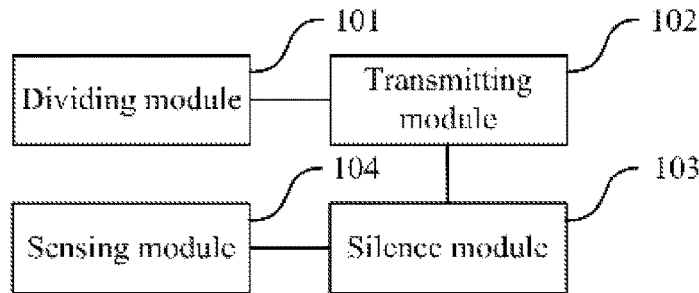 101
102
Dividing module
Transmitting
module
104
103
Sensing module
Silence module